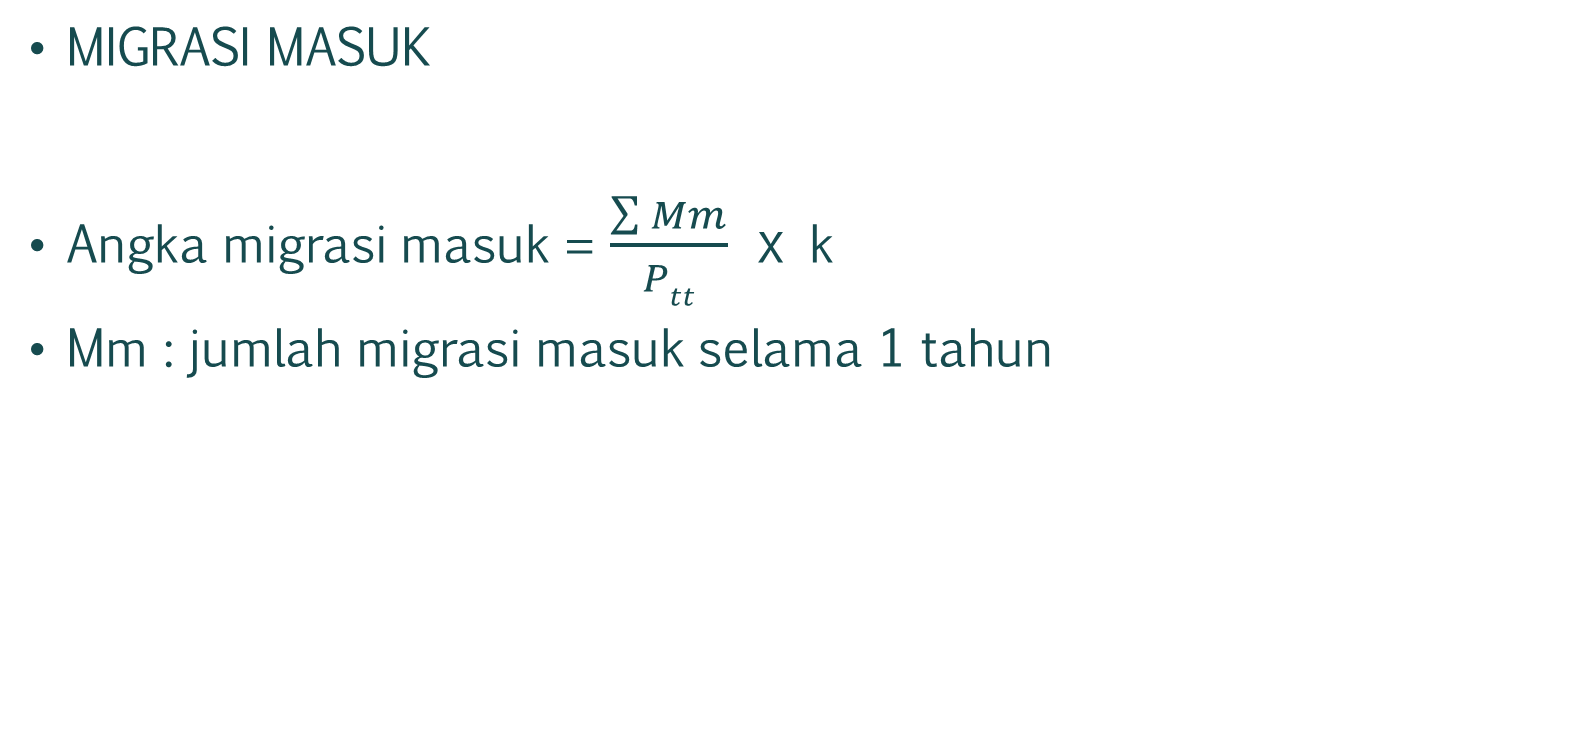 • MIGRASI MASUK
• Angka migrasi masuk = ∑ Mm / P_tt X k
• Mm : jumlah migrasi masuk selama 1 tahun